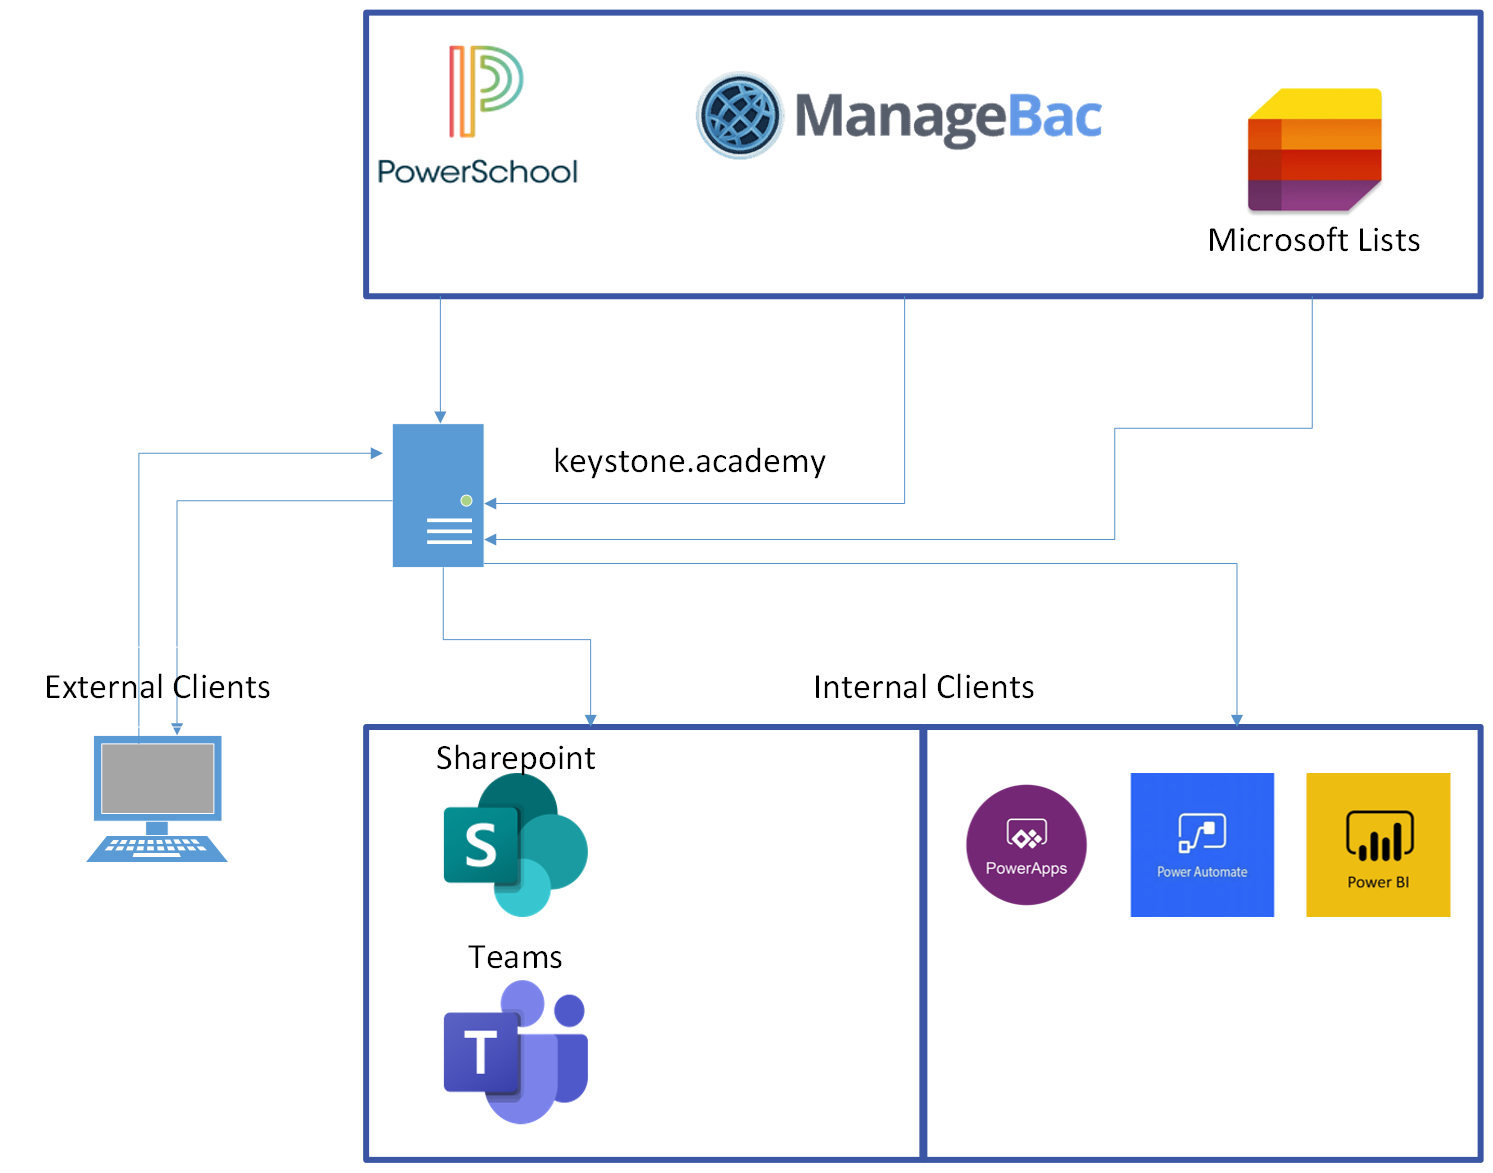 PowerSchool
ManageBac
Microsoft Lists
keystone.academy
External Clients
Internal Clients
Sharepoint
S
PowerApps
Power Automate
Power BI
Teams
T